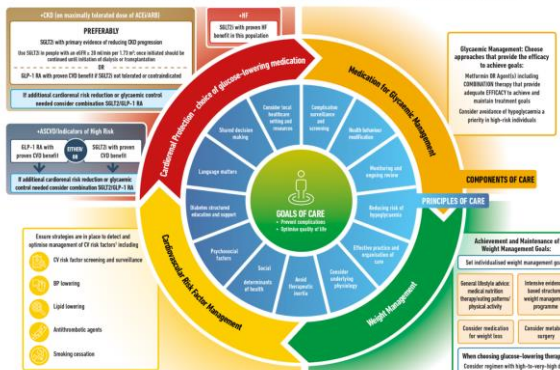 +CKD (on maximally tolerated dose of ACEi/ARB)
PREFERABLY
SGLT2i with primary evidence of reducing CKD progression
Use SGLT2i in people with an eGFR ≥ 20 ml/min per 1.73 m²; once initiated should be
continued until initiation of dialysis or transplantation
OR
GLP-1 RA with proven CVD benefit if SGLT2i not tolerated or contraindicated
If additional cardiorenal risk reduction or glycaemic control
needed consider combination SGLT2i/GLP-1 RA
+ASCVD/Indicators of High Risk
GLP-1 RA with proven CVD
benefit
EITHER/
OR
SGLT2i with proven CVD
benefit
If additional cardiorenal risk reduction or glycaemic
control needed consider combination SGLT2i/GLP-1 RA
+HF
SGLT2i with proven HF
benefit in this population
Cardiorenal Protection – choice of glucose-lowering medication
Medication for Glycaemic Management
Weight Management
Cardiovascular Risk Factor Management
Consider local
healthcare
setting and
resources
Complication
surveillance
and
screening
Health behaviour
modification
Monitoring and
ongoing review
Reducing risk of
hypoglycaemia
Effective practice and
organisation of
care
Consider
underlying
physiology
Avoid
therapeutic
inertia
Social
determinants
of health
Psychosocial
factors
Diabetes structured
education and support
Language matters
Shared decision
making
GOALS OF CARE
• Prevent complications
• Optimise quality of life
Glycaemic Management: Choose
approaches that provide the efficacy to
achieve goals:
Metformin OR Agent(s) including
COMBINATION therapy that provide
adequate EFFICACY to achieve and
maintain treatment goals
Consider avoidance of hypoglycaemia a
priority in high-risk individuals
COMPONENTS OF CARE
PRINCIPLES OF CARE
Ensure strategies are in place to detect and
optimise management of CV risk factors including
CV risk factor screening and surveillance
BP lowering
Lipid lowering
Antithrombotic agents
Smoking cessation
Achievement and Maintenance of
Weight Management Goals:
Set individualised weight management goa
General lifestyle advice:
medical nutrition
therapy/eating patterns/
physical activity
Intensive eviden
based structure
weight managem
programme
Consider medication
for weight loss
Consider metab
surgery
When choosing glucose-lowering therap
Consider regimen with high-to-very-high d